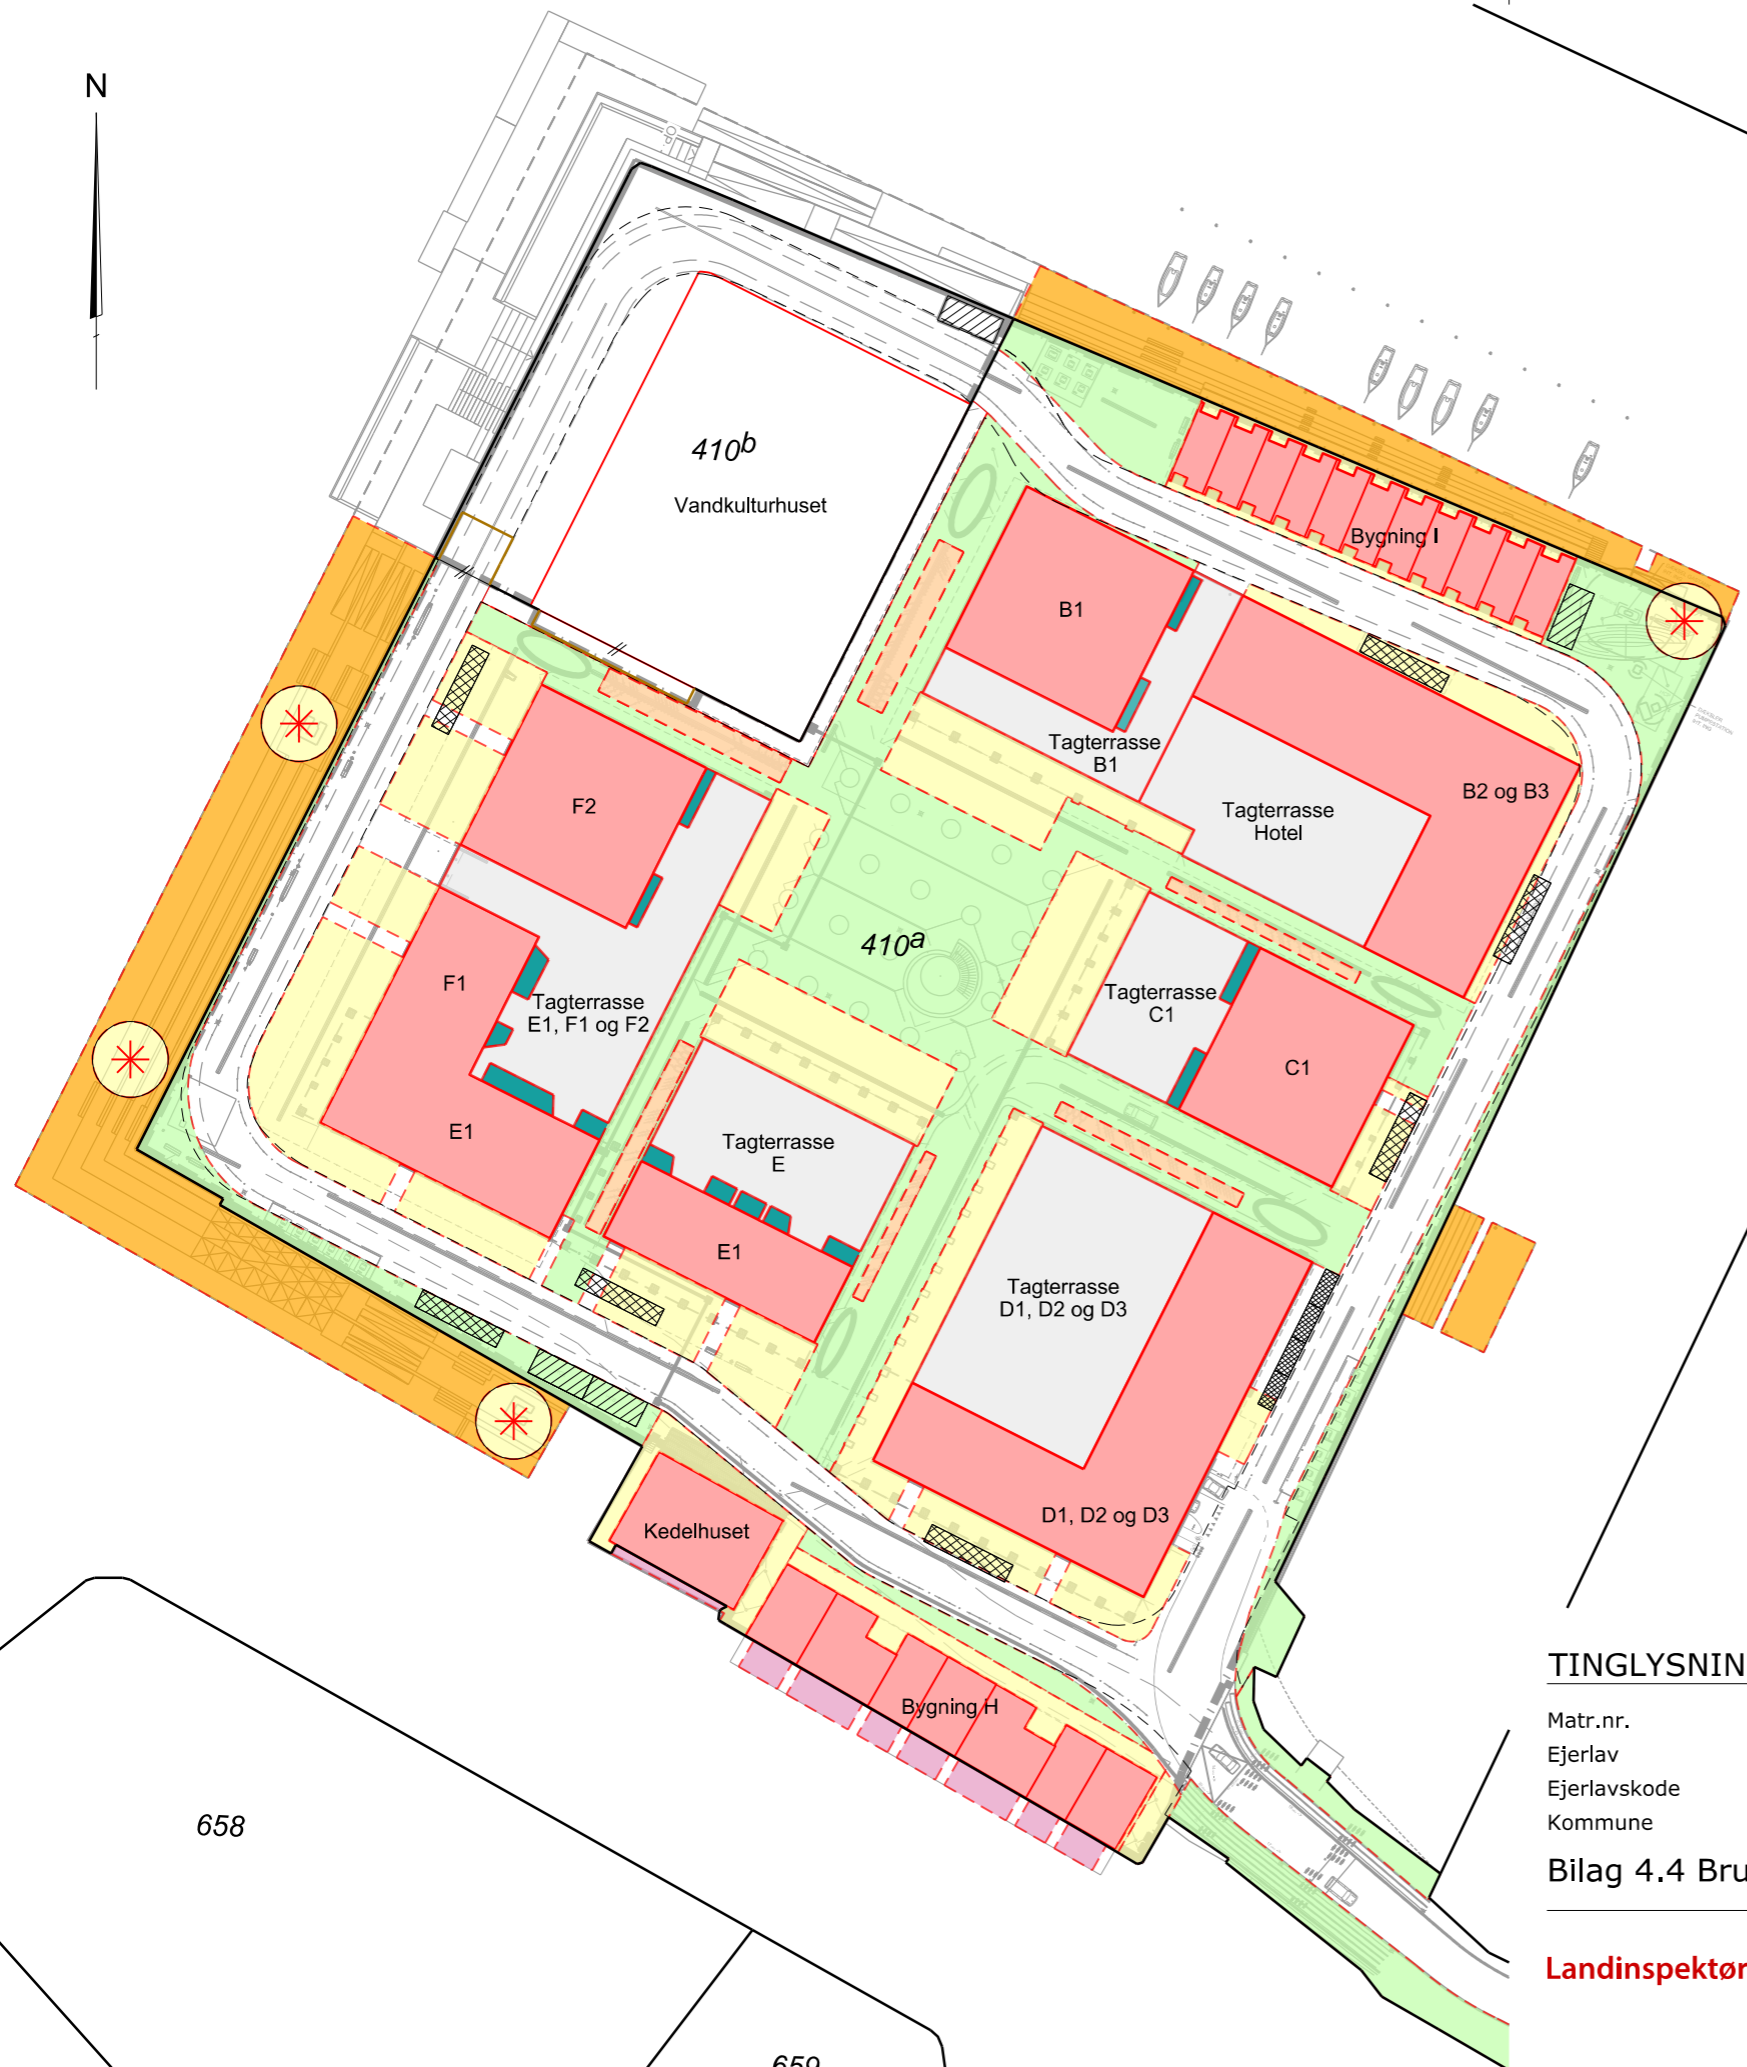 N
410b
Vandkulturhuset
Bygning I
B1
Tagterrasse
B1
B2 og B3
Tagterrasse
Hotel
F2
410a
F1
Tagterrasse
E1, F1 og F2
Tagterrasse
C1
C1
E1
Tagterrasse
E
E1
Tagterrasse
D1, D2 og D3
D1, D2 og D3
Kedelhuset
Bygning H
658
659
TINGLYSNIN
Matr.nr.
Ejerlav
Ejerlavskode
Kommune
Bilag 4.4 Bru
Landinspektør